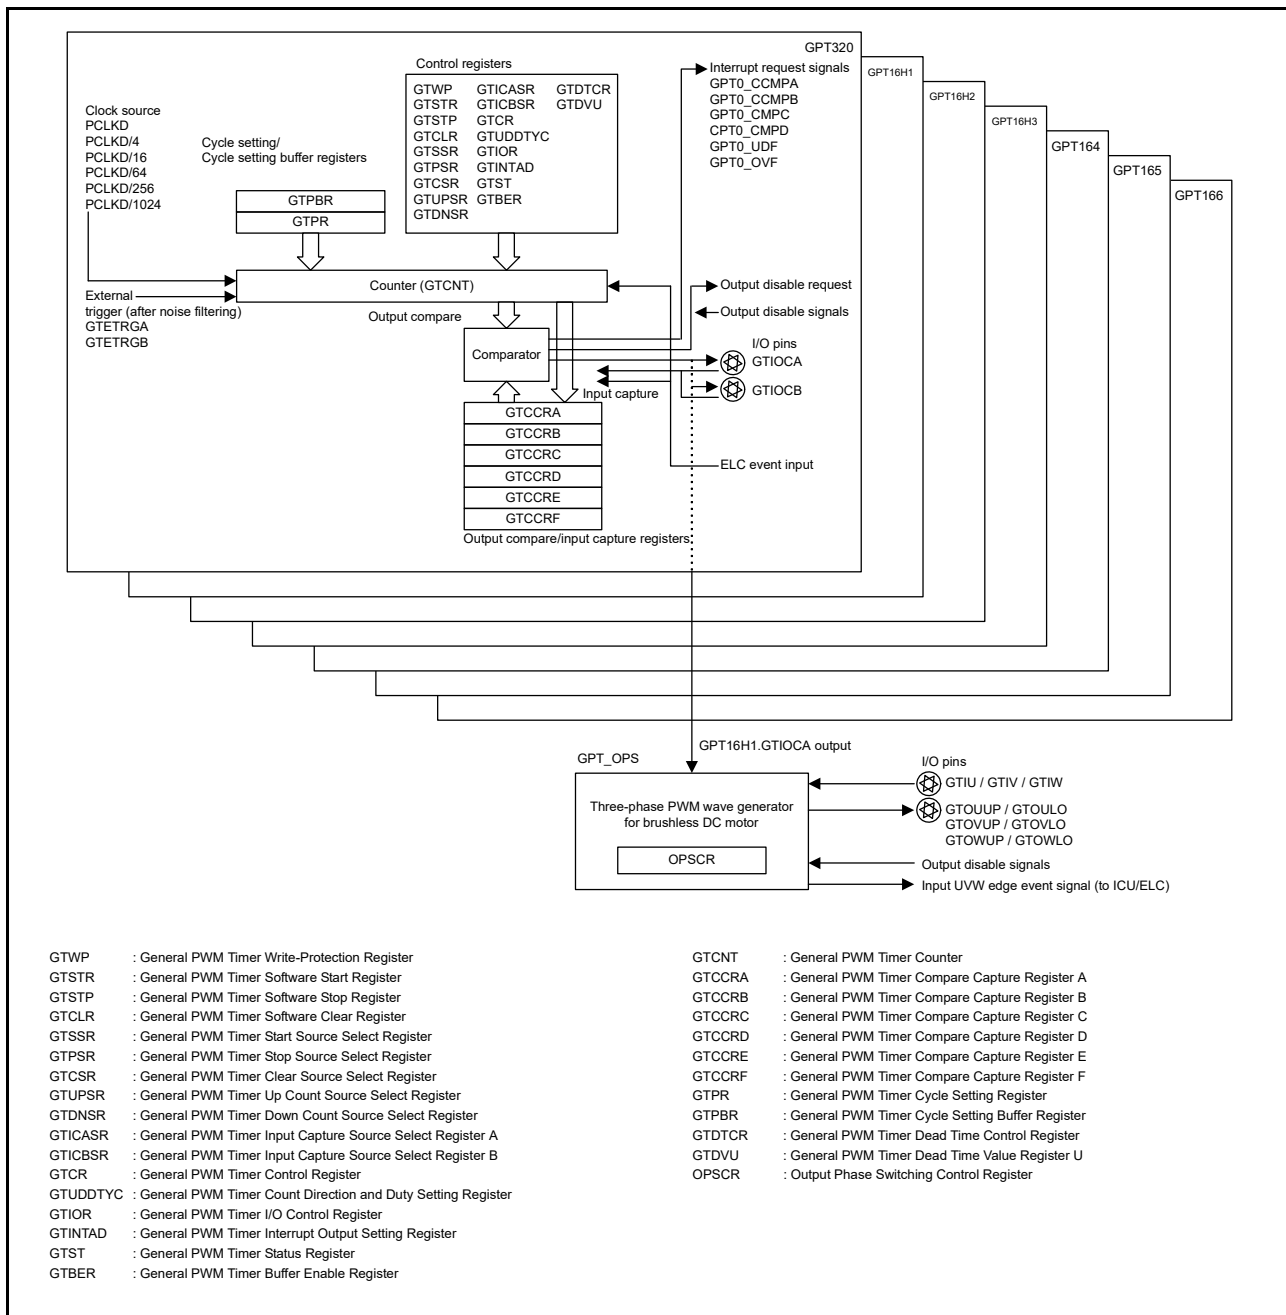 GPT320
GPT16H1
GPT16H2
GPT16H3
GPT164
GPT165
GPT166
Clock source
PCLKD
PCLKD/4
PCLKD/16
PCLKD/64
PCLKD/256
PCLKD/1024
Cycle setting/
Cycle setting buffer registers
GTPBR
GTPR
Control registers
GTWP GTICASR GTDTCR
GTSTR GTICBSR GTDVU
GTSTP GTCR
GTCLR GTUDDTYC
GTSSR GTIOR
GTPSR GTINTAD
GTCSR GTST
GTUPSR GTBER
GTDNSR
Interrupt request signals
GPT0_CCMPA
GPT0_CCMPB
GPT0_CMPC
CPT0_CMPD
GPT0_UDF
GPT0_OVF
Counter (GTCNT)
External
trigger (after noise filtering)
GTETRGA
GTETRGB
Output compare
Comparator
Input capture
Output disable request
Output disable signals
I/O pins
GTIOCA
GTIOCB
GTCCRA
GTCCRB
GTCCRC
GTCCRD
GTCCRE
GTCCRF
Output compare/input capture registers
ELC event input
GPT16H1.GTIOCA output
GPT_OPS
Three-phase PWM wave generator
for brushless DC motor
OPSCR
I/O pins
GTIU / GTIV / GTIW
GTOUUP / GTOULO
GTOVUP / GTOVLO
GTOWUP / GTOWLO
Output disable signals
Input UVW edge event signal (to ICU/ELC)
GTWP : General PWM Timer Write-Protection Register
GTSTR : General PWM Timer Software Start Register
GTSTP : General PWM Timer Software Stop Register
GTCLR : General PWM Timer Software Clear Register
GTSSR : General PWM Timer Start Source Select Register
GTPSR : General PWM Timer Stop Source Select Register
GTCSR : General PWM Timer Clear Source Select Register
GTUPSR : General PWM Timer Up Count Source Select Register
GTDNSR : General PWM Timer Down Count Source Select Register
GTICASR : General PWM Timer Input Capture Source Select Register A
GTICBSR : General PWM Timer Input Capture Source Select Register B
GTCR : General PWM Timer Control Register
GTUDDTYC : General PWM Timer Count Direction and Duty Setting Register
GTIOR : General PWM Timer I/O Control Register
GTINTAD : General PWM Timer Interrupt Output Setting Register
GTST : General PWM Timer Status Register
GTBER : General PWM Timer Buffer Enable Register
GTCNT : General PWM Timer Counter
GTCCRA : General PWM Timer Compare Capture Register A
GTCCRB : General PWM Timer Compare Capture Register B
GTCCRC : General PWM Timer Compare Capture Register C
GTCCRD : General PWM Timer Compare Capture Register D
GTCCRE : General PWM Timer Compare Capture Register E
GTCCRF : General PWM Timer Compare Capture Register F
GTPR : General PWM Timer Cycle Setting Register
GTPBR : General PWM Timer Cycle Setting Buffer Register
GTDTCR : General PWM Timer Dead Time Control Register
GTDVU : General PWM Timer Dead Time Value Register U
OPSCR : Output Phase Switching Control Register